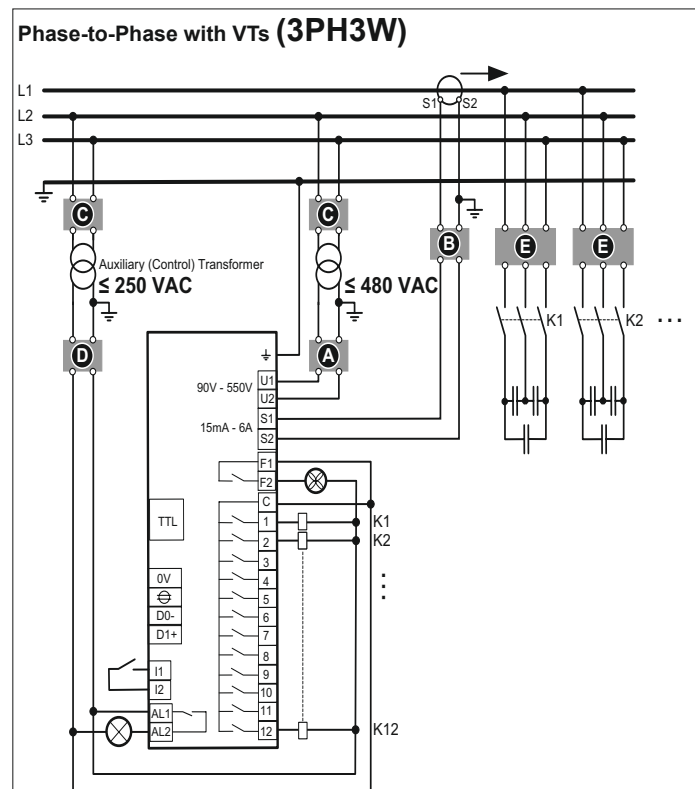 Phase-to-Phase with VTs (3PH3W)
L1
S1 S2
L2
L3
C C
B E E
Auxiliary (Control) Transformer
≤ 250 VAC ≤ 480 VAC
K1 K2 ...
D A
90V - 550V U1
U2
15mA - 6A S1
S2
F1
F2
C
TTL 1 K1
2 K2
3
0V 4
5
D0- 6
D1+ 7
8
I1 9
I2 10
AL1 11
AL2 12 K12